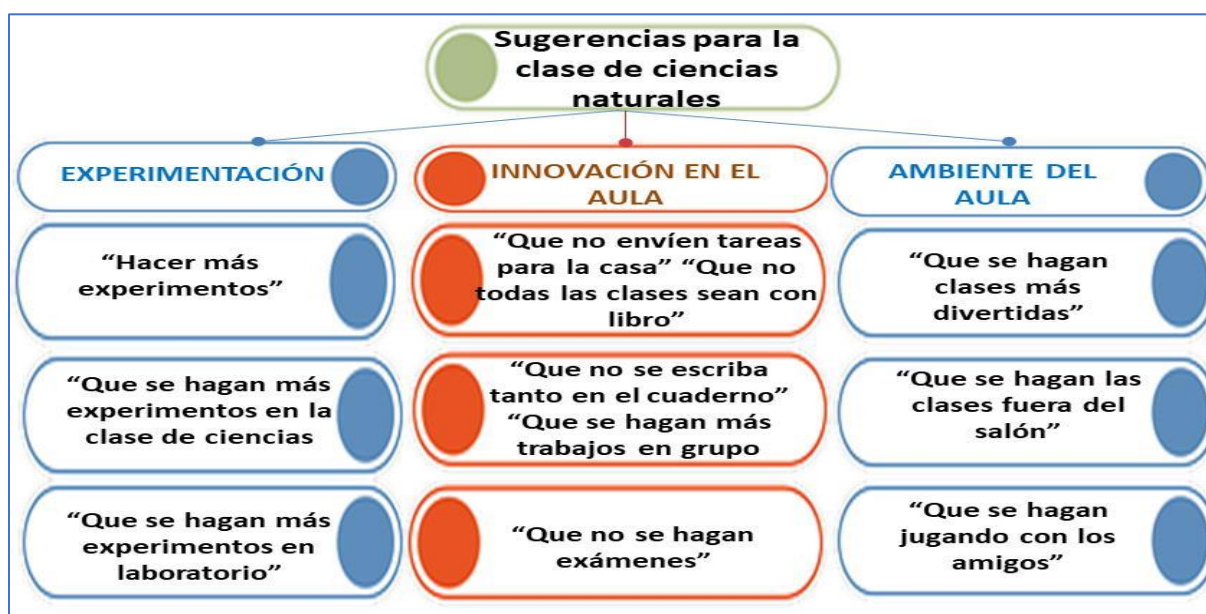 Sugerencias para la
clase de ciencias
naturales
EXPERIMENTACIÓN
INNOVACIÓN EN EL
AULA
AMBIENTE DEL
AULA
“Hacer más
experimentos”
“Que no envíen tareas
para la casa” “Que no
todas las clases sean con
libro”
“Que se hagan
clases más
divertidas”
“Que se hagan más
experimentos en la
clase de ciencias
“Que no se escriba
tanto en el cuaderno”
“Que se hagan más
trabajos en grupo
“Que se hagan las
clases fuera del
salón”
“Que se hagan más
experimentos en
laboratorio”
“Que no se hagan
exámenes”
“Que se hagan
jugando con los
amigos”